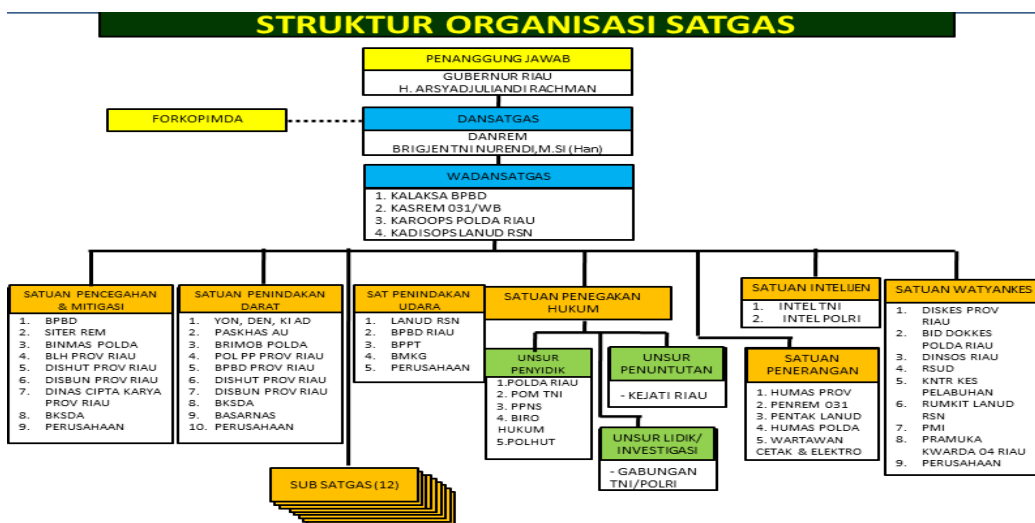 STRUKTUR ORGANISASI SATGAS
PENANGGUNG JAWAB
GUBERNUR RIAU
H. ARSYADJULIANDI RACHMAN
FORKOPIMDA
DANSATGAS
DANREM
BRIGJEN TNI NURENDI,M.SI (Han)
WADANSATGAS
1. KALAKSA BPBD
2. KASREM 031/WB
3. KAROOPS POLDA RIAU
4. KADISOPS LANUD RSN
SATUAN PENCEGAHAN
& MITIGASI
1. BPBD
2. SITER REM
3. BINMAS POLDA
4. BLH PROV RIAU
5. DISHUT PROV RIAU
6. DISBUN PROV RIAU
7. DINAS CIPTA KARYA
PROV RIAU
8. BKSDA
9. PERUSAHAAN
SATUAN PENINDAKAN
DARAT
1. YON, DEN, KI AD
2. PASKHAS AU
3. BRIMOB POLDA
4. POL PP PROV RIAU
5. BPBD PROV RIAU
6. DISHUT PROV RIAU
7. DISBUN PROV RIAU
8. BKSDA
9. BASARNAS
10. PERUSAHAAN
SUB SATGAS (12)
SAT PENINDAKAN
UDARA
1. LANUD RSN
2. BPBD RIAU
3. BPPT
4. BMKG
5. PERUSAHAAN
SATUAN PENEGAKAN
HUKUM
UNSUR
PENYIDIK
1.POLDA RIAU
2. POM TNI
3. PPNS
4. BIRO
HUKUM
5.POLHUT
UNSUR
PENUNTUTAN
- KEJATI RIAU
UNSUR LIDIK/
INVESTIGASI
- GABUNGAN
TNI/POLRI
SATUAN INTELIJEN
1. INTEL TNI
2. INTEL POLRI
SATUAN
PENERANGAN
1. HUMAS PROV
2. PENREM 031
3. PENTAK LANUD
4. HUMAS POLDA
5. WARTAWAN
CETAK & ELEKTRO
SATUAN WATYANKES
1. DISKES PROV
RIAU
2. BID DOKKES
POLDA RIAU
3. DINSOS RIAU
4. RSUD
5. KNTR KES
PELABUHAN
6. RUMKIT LANUD
RSN
7. PMI
8. PRAMUKA
KWARDA 04 RIAU
9. PERUSAHAAN